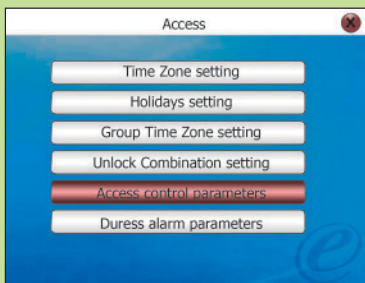 Access
Time Zone setting
Holidays setting
Group Time Zone setting
Unlock Combination setting
Access control parameters
Duress alarm parameters